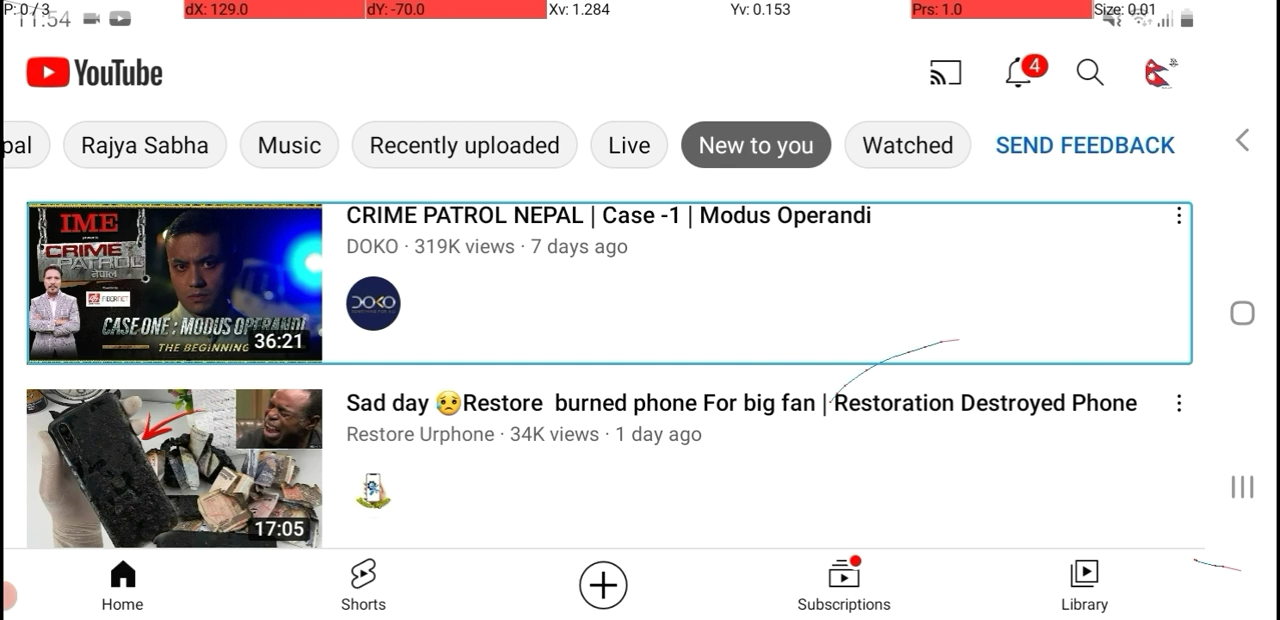 P: 0 / 3 dX: 129.0 dY: -70.0 Xv: 1.284 Yv: 0.153 Prs: 1.0 Size: 0.01
11:54
YouTube
4
pal Rajya Sabha Music Recently uploaded Live New to you Watched SEND FEEDBACK
IME
CRIME
PATROL
नेपाल
FIBERNET
CASE ONE : MODUS OPERANDI
THE BEGINNING
36:21
CRIME PATROL NEPAL | Case -1 | Modus Operandi
DOKO · 319K views · 7 days ago
DOKO
17:05
Sad day 😥Restore burned phone For big fan | Restoration Destroyed Phone
Restore Urphone · 34K views · 1 day ago
Home Shorts Subscriptions Library